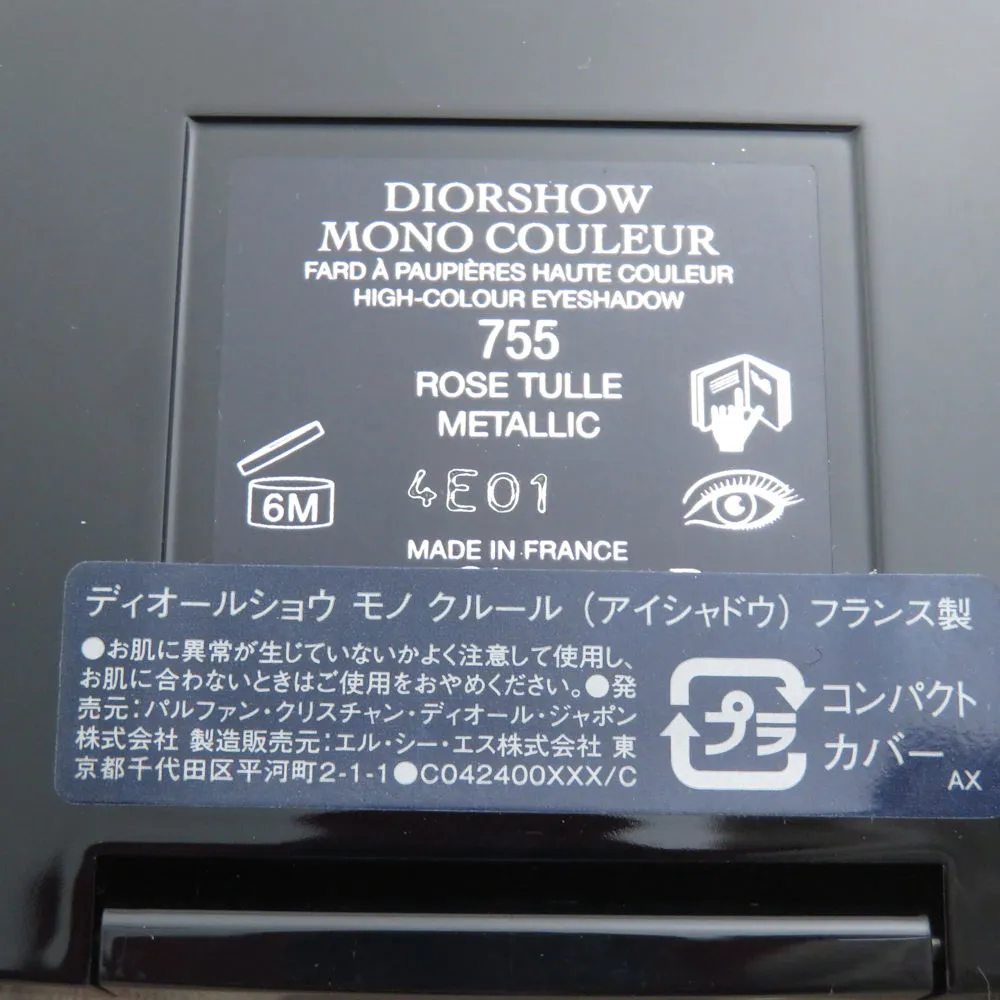 DIORSHOW
MONO COULEUR
FARD À PAUPIÈRES HAUTE COULEUR
HIGH-COLOUR EYESHADOW
755
ROSE TULLE
METALLIC
6M
4E01
MADE IN FRANCE
ディオールショウ モノ クルール (アイシャドウ) フランス製
●お肌に異常が生じていないかよく注意して使用し、
お肌に合わないときはご使用をおやめください。●発
売元:パルファン・クリスチャン・ディオール・ジャポン
株式会社 製造販売元:エル・シー・エス株式会社 東
京都千代田区平河町2-1-1●C042400XXX/C
プラ
コンパクト
カバー
AX